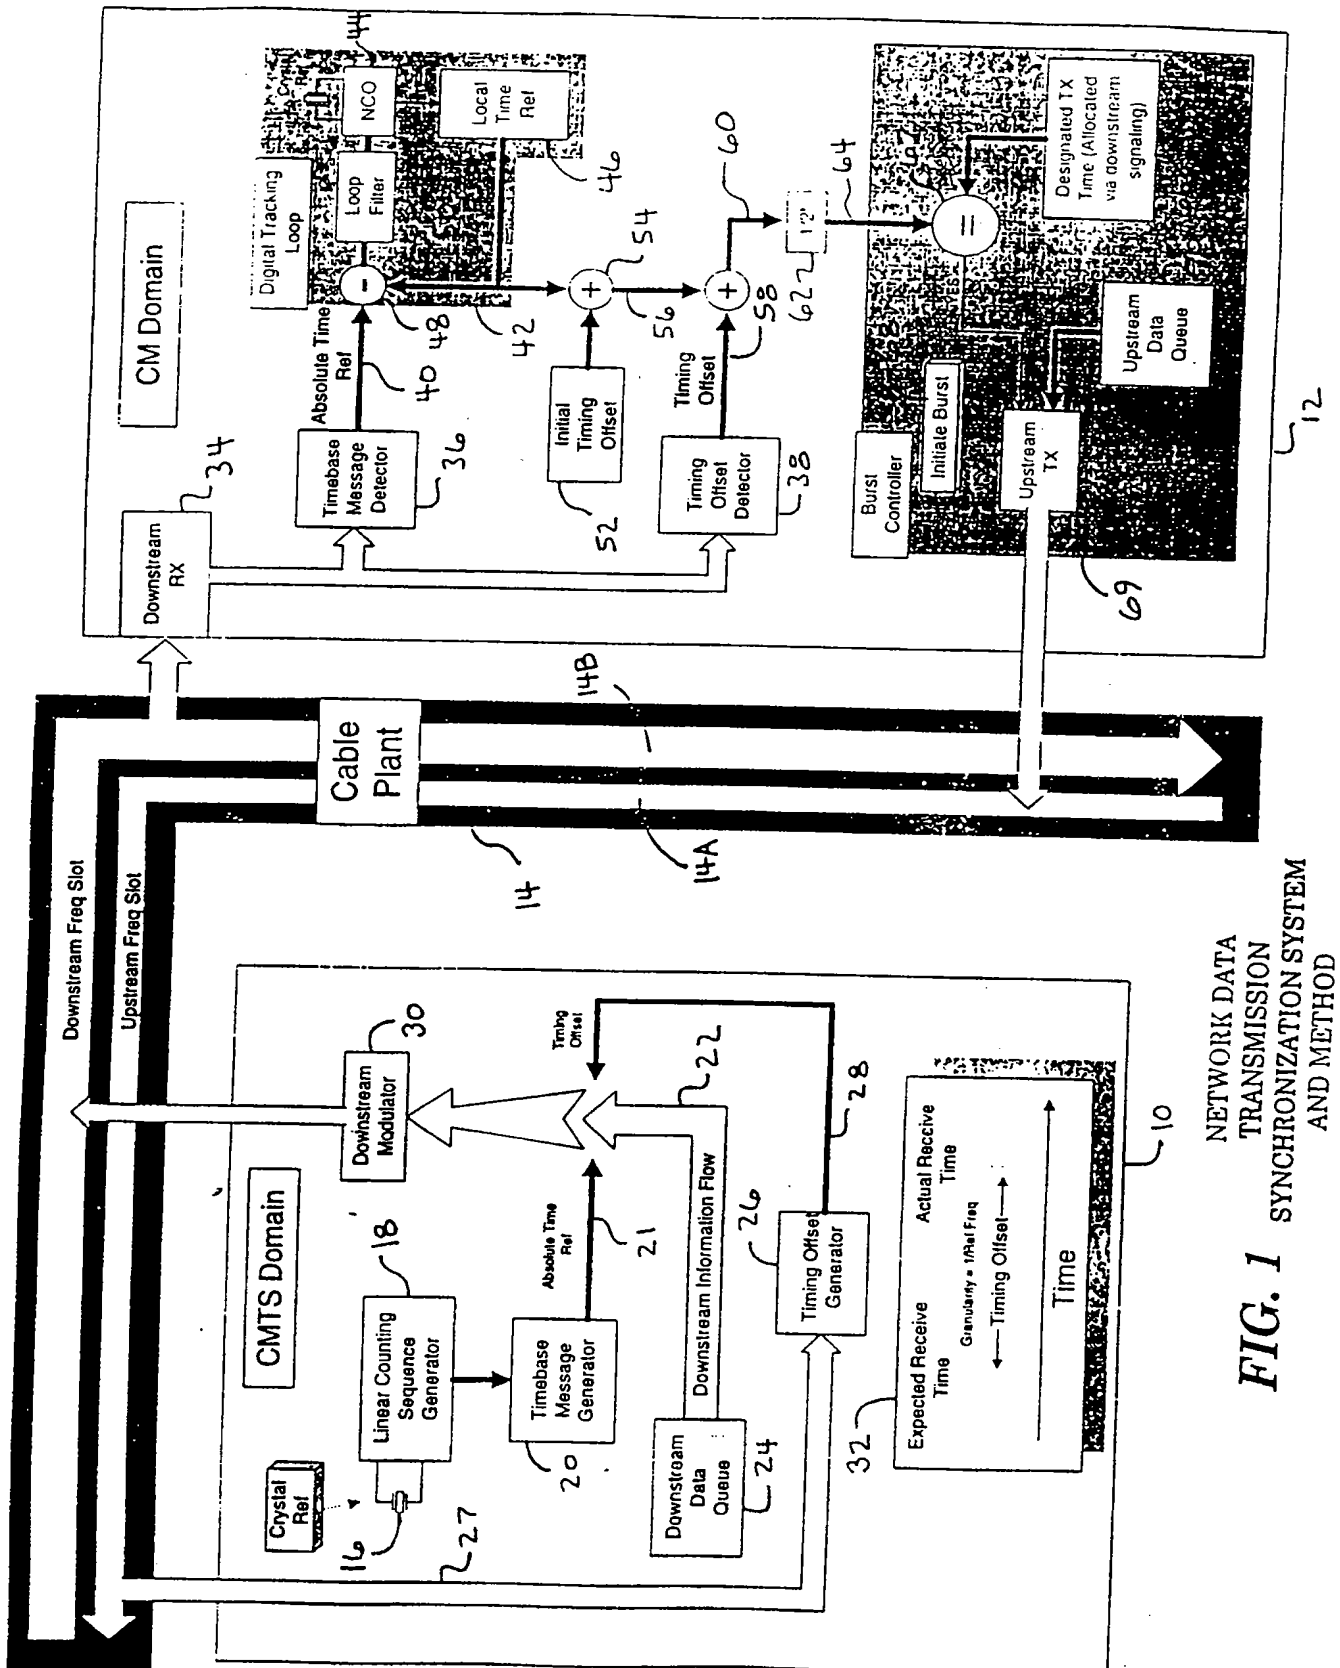 Downstream Freq Slot
Upstream Freq Slot
CMTS Domain
Crystal
Ref
16
Linear Counting
Sequence
Generator
18
Timebase
Message
Generator
20
Absolute Time
Ref
21
Downstream
Modulator
30
Timing
Offset
22
Downstream Information Flow
Downstream
Data
Queue
24
26
Timing Offset
Generator
28
27
32
Expected Receive
Time
Actual Receive
Time
Granularity = 1/Ref Freq
Timing Offset
Time
10
Cable
Plant
14
14A
14B
CM Domain
Downstream
RX
34
Timebase
Message
Detector
36
Absolute Time
Ref
40
Digital Tracking
Loop
48
42
Loop
Filter
NCO
44
Crystal
Local
Time
Ref
46
Initial
Timing
Offset
52
54
56
Timing
Offset
Detector
38
Timing
Offset
58
60
62
64
67
=
YES
Designated TX
Time (Allocated
via downstream
signaling)
Burst
Controller
Initiate Burst
Upstream
TX
Upstream
Data
Queue
69
12
FIG. 1
NETWORK DATA
TRANSMISSION
SYNCHRONIZATION SYSTEM
AND METHOD